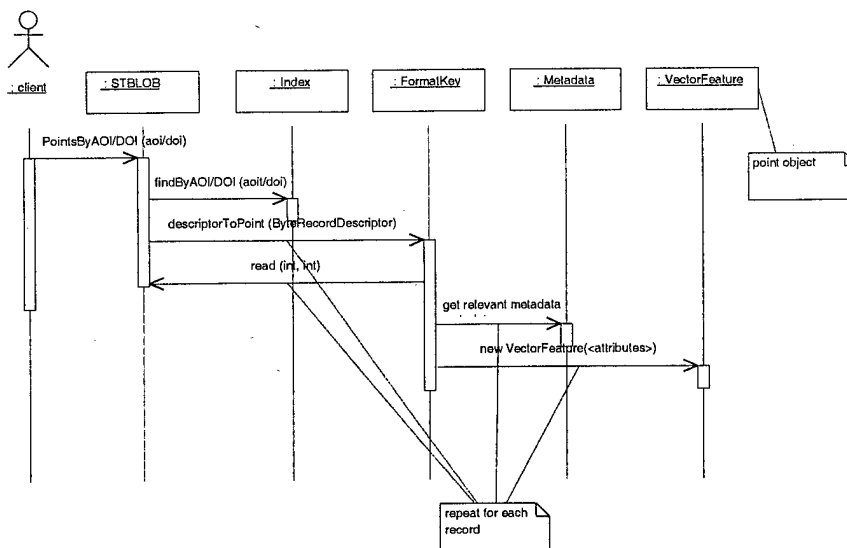 : client
: STBLOB
: Index
: FormatKey
: Metadata
: VectorFeature
PointsByAOI/DOI (aoi/doi)
point object
findByAOI/DOI (aoit/doi)
descriptorToPoint (ByteRecordDescriptor)
read (int, int)
get relevant metadata
new VectorFeature(<attributes>)
repeat for each
record